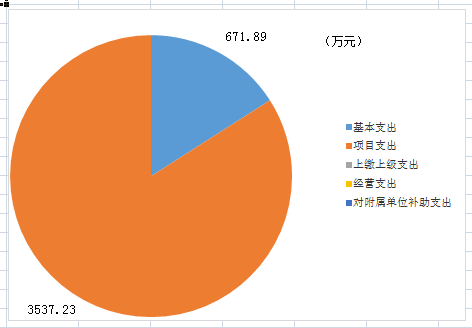 671.89
（万元）
基本支出
项目支出
上缴上级支出
经营支出
对附属单位补助支出
3537.23